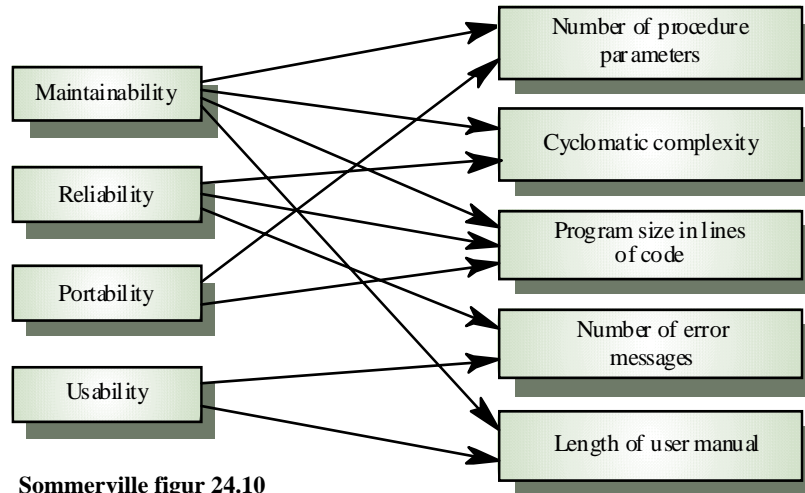 Maintainability
Reliability
Portability
Usability
Number of procedure
parameters
Cyclomatic complexity
Program size in lines
of code
Number of error
messages
Length of user manual
Sommerville figur 24.10